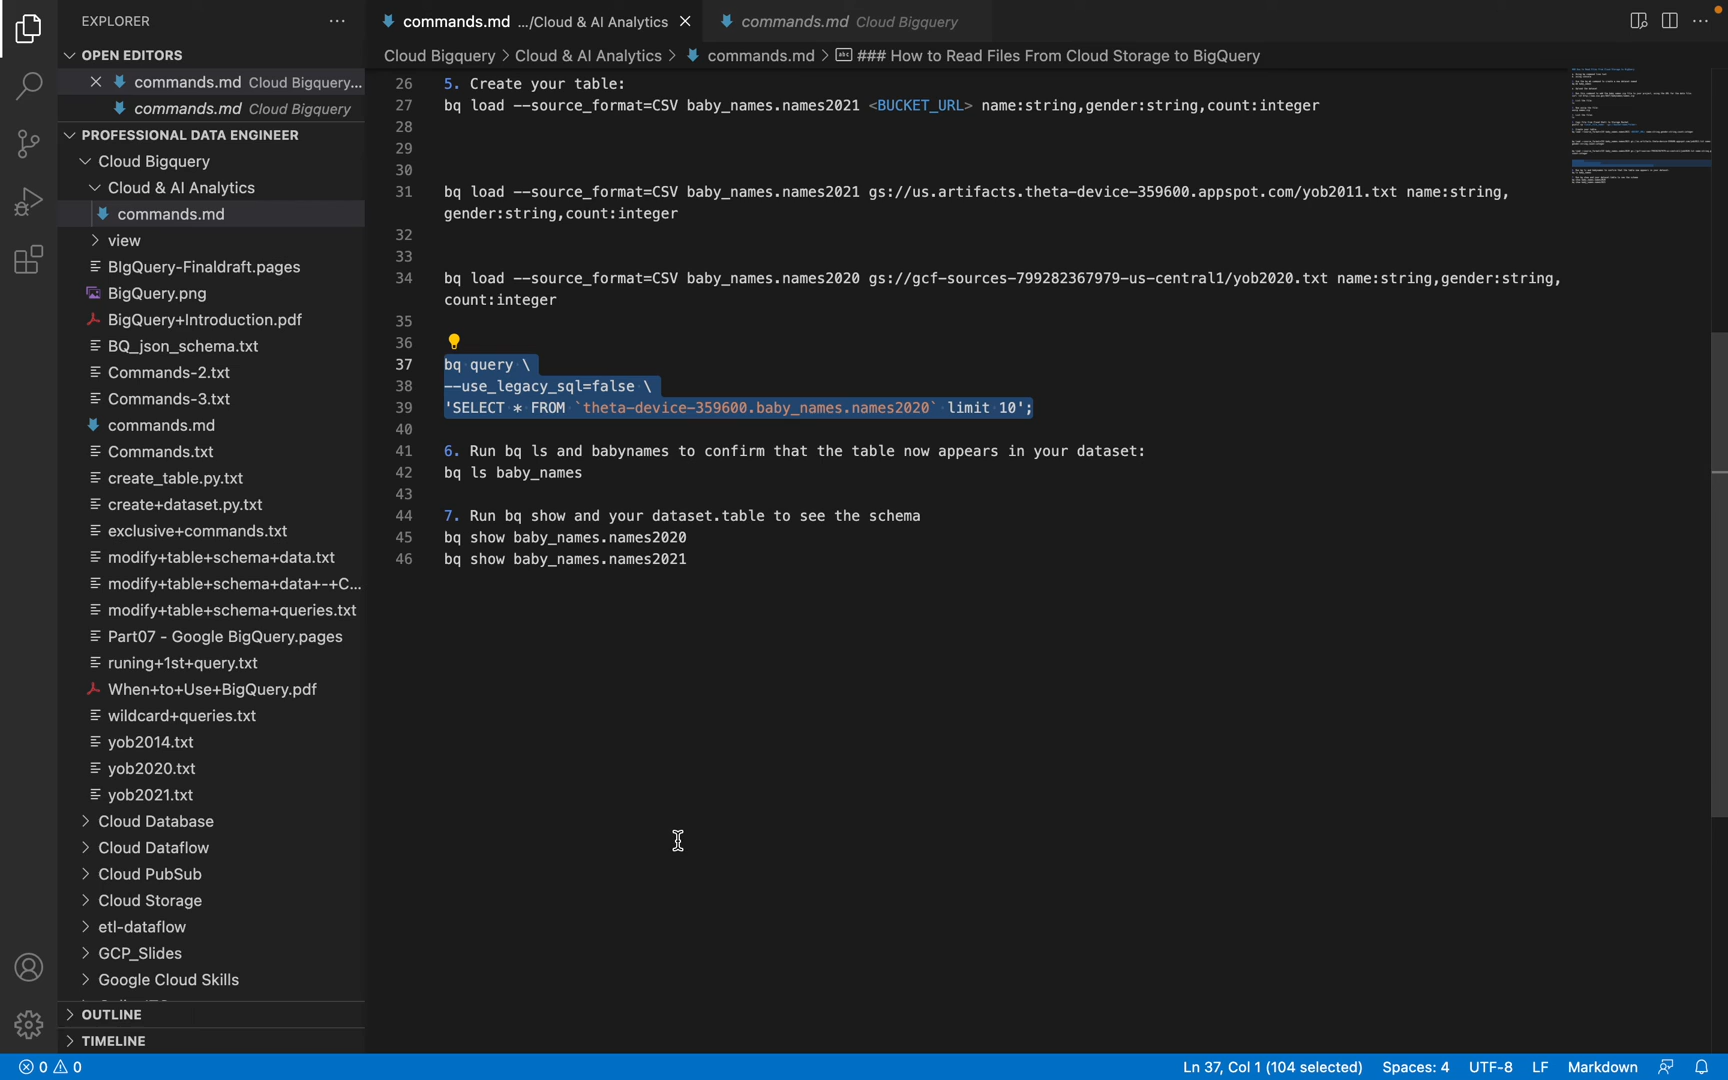 EXPLORER
commands.md .../Cloud & AI Analytics
commands.md Cloud Bigquery
OPEN EDITORS
commands.md Cloud Bigquery...
commands.md Cloud Bigquery
PROFESSIONAL DATA ENGINEER
Cloud Bigquery
Cloud & AI Analytics
commands.md
view
BIgQuery-Finaldraft.pages
BigQuery.png
BigQuery+Introduction.pdf
BQ_json_schema.txt
Commands-2.txt
Commands-3.txt
commands.md
Commands.txt
create_table.py.txt
create+dataset.py.txt
exclusive+commands.txt
modify+table+schema+data.txt
modify+table+schema+data+-+C...
modify+table+schema+queries.txt
Part07 - Google BigQuery.pages
runing+1st+query.txt
When+to+Use+BigQuery.pdf
wildcard+queries.txt
yob2014.txt
yob2020.txt
yob2021.txt
Cloud Database
Cloud Dataflow
Cloud PubSub
Cloud Storage
etl-dataflow
GCP_Slides
Google Cloud Skills
OUTLINE
TIMELINE
Cloud Bigquery > Cloud & AI Analytics > commands.md > ### How to Read Files From Cloud Storage to BigQuery
26 5. Create your table:
27 bq load --source_format=CSV baby_names.names2021 <BUCKET_URL> name:string,gender:string,count:integer
28
29
30
31 bq load --source_format=CSV baby_names.names2021 gs://us.artifacts.theta-device-359600.appspot.com/yob2011.txt name:string,
gender:string,count:integer
32
33
34 bq load --source_format=CSV baby_names.names2020 gs://gcf-sources-799282367979-us-central1/yob2020.txt name:string,gender:string,
count:integer
35
36
37 bq query \
38 --use_legacy_sql=false \
39 'SELECT * FROM `theta-device-359600.baby_names.names2020` limit 10';
40
41 6. Run bq ls and babynames to confirm that the table now appears in your dataset:
42 bq ls baby_names
43
44 7. Run bq show and your dataset.table to see the schema
45 bq show baby_names.names2020
46 bq show baby_names.names2021
0 0
Ln 37, Col 1 (104 selected) Spaces: 4 UTF-8 LF Markdown